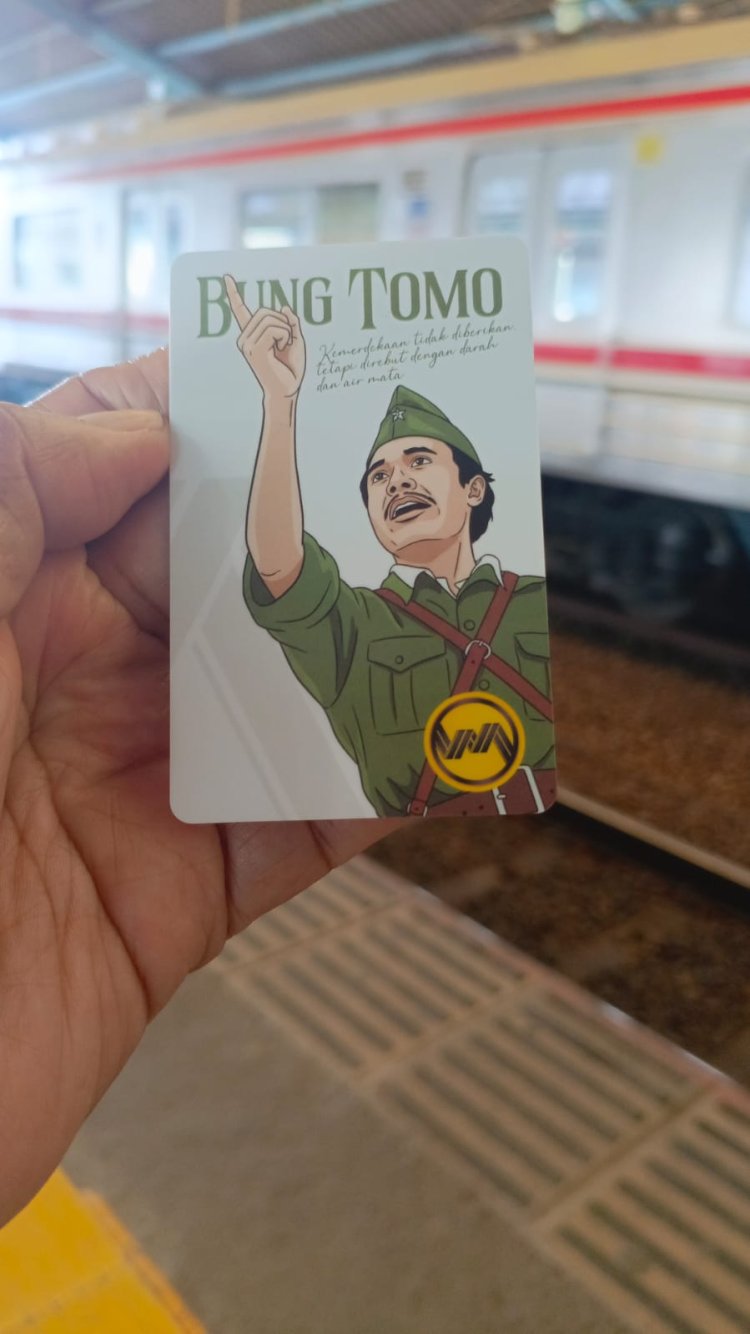 BUNG TOMO
Kemerdekaan tidak diberikan,
tetapi direbut dengan darah
dan air mata